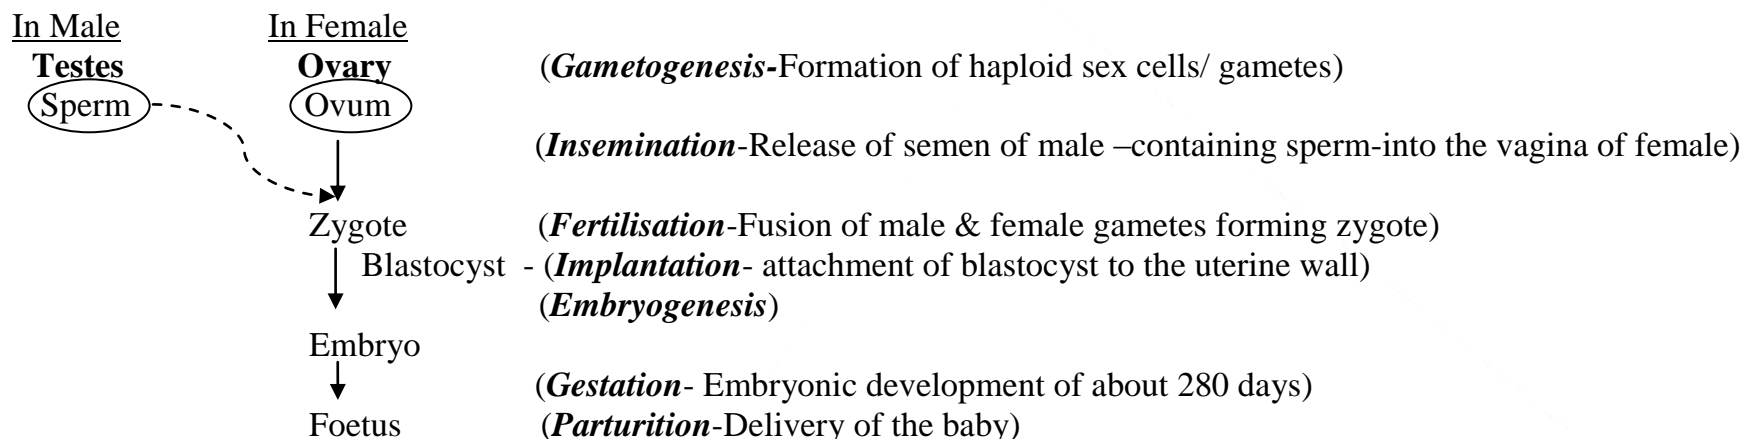 In Male In Female
Testes Ovary (Gametogenesis-Formation of haploid sex cells/ gametes)
Sperm Ovum
(Insemination-Release of semen of male –containing sperm-into the vagina of female)
Zygote (Fertilisation-Fusion of male & female gametes forming zygote)
Blastocyst - (Implantation- attachment of blastocyst to the uterine wall)
(Embryogenesis)
Embryo
(Gestation- Embryonic development of about 280 days)
Foetus (Parturition-Delivery of the baby)